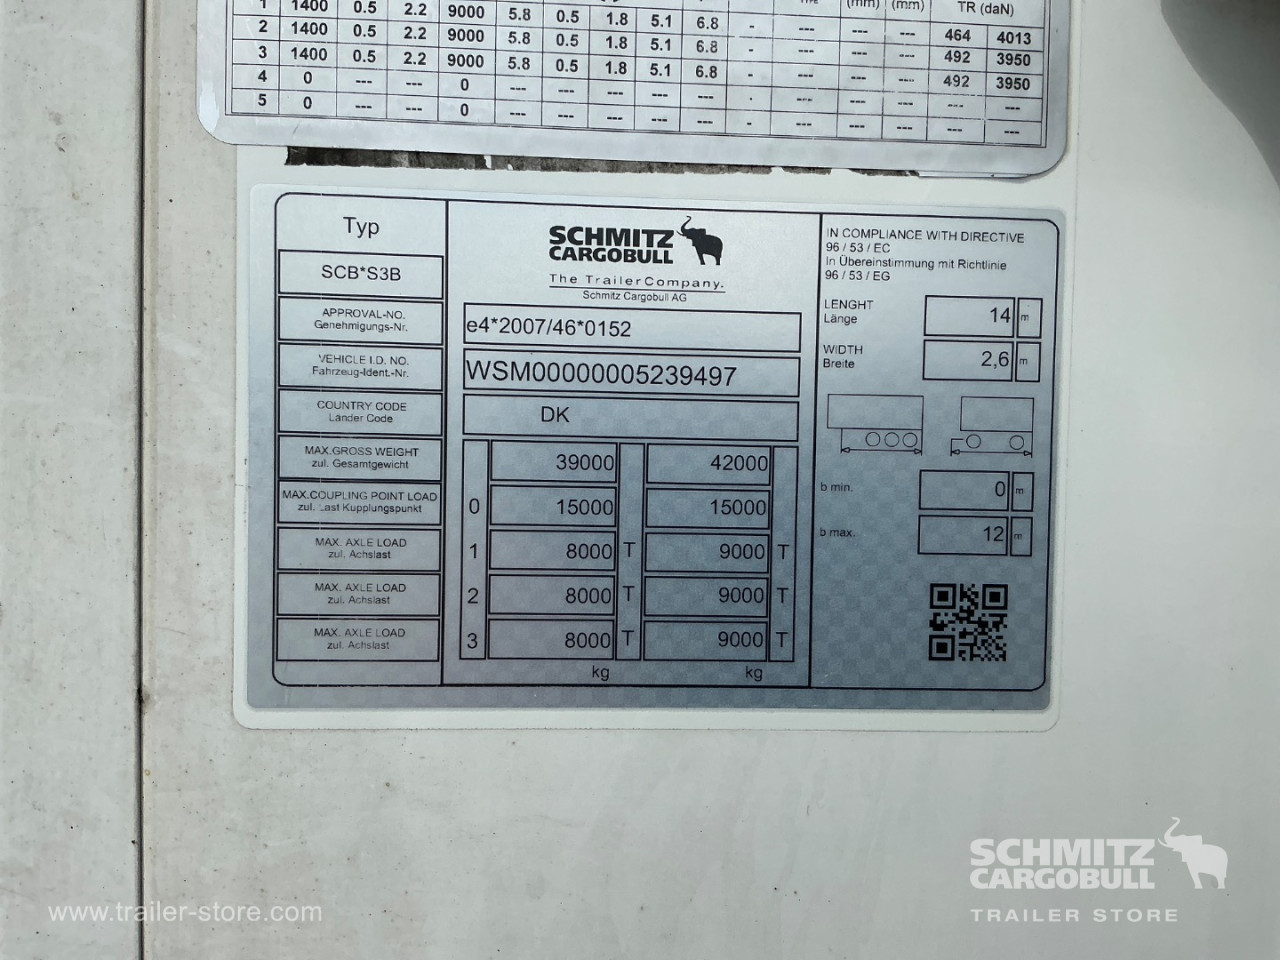 (mm) (mm) TR (daN)
1 1400 0.5 2.2 9000 5.8 0.5 1.8 5.1 6.8 - --- --- --- 464 4013
2 1400 0.5 2.2 9000 5.8 0.5 1.8 5.1 6.8 - --- --- --- 492 3950
3 1400 0.5 2.2 9000 5.8 0.5 1.8 5.1 6.8 - --- --- --- 492 3950
4 0 --- --- 0 --- --- --- --- --- - --- --- --- --- ---
5 0 --- --- 0 --- --- --- --- --- - --- --- --- --- ---
Typ
SCB*S3B
SCHMITZ
CARGOBULL
The TrailerCompany.
Schmitz Cargobull AG
APPROVAL-NO.
Genehmigungs-Nr.
e4*2007/46*0152
VEHICLE I.D. NO.
Fahrzeug-Ident.-Nr.
WSM00000005239497
COUNTRY CODE
Länder Code
DK
MAX.GROSS WEIGHT
zul. Gesamtgewicht
39000 42000
MAX.COUPLING POINT LOAD
zul. Last Kupplungspunkt
0 15000 15000
MAX. AXLE LOAD
zul. Achslast
1 8000 T 9000 T
MAX. AXLE LOAD
zul. Achslast
2 8000 T 9000 T
MAX. AXLE LOAD
zul. Achslast
3 8000 T 9000 T
kg kg
IN COMPLIANCE WITH DIRECTIVE
96 / 53 / EC
In Übereinstimmung mit Richtlinie
96 / 53 / EG
LENGHT
Länge
14 m
WIDTH
Breite
2,6 m
b min. 0 m
b max. 12 m
SCHMITZ
CARGOBULL
TRAILER STORE
www.trailer-store.com